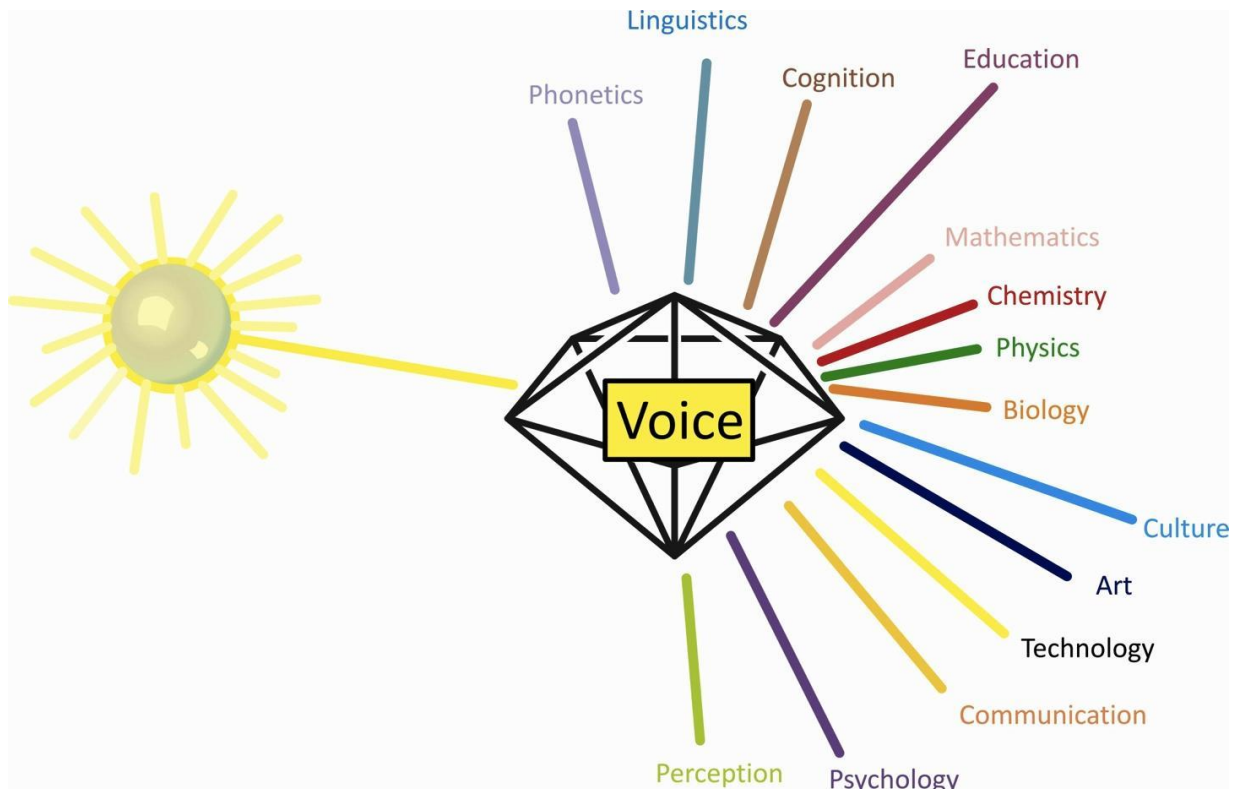 Linguistics
Education
Cognition
Phonetics
Mathematics
Chemistry
Physics
Biology
Voice
Culture
Art
Technology
Communication
Perception
Psychology